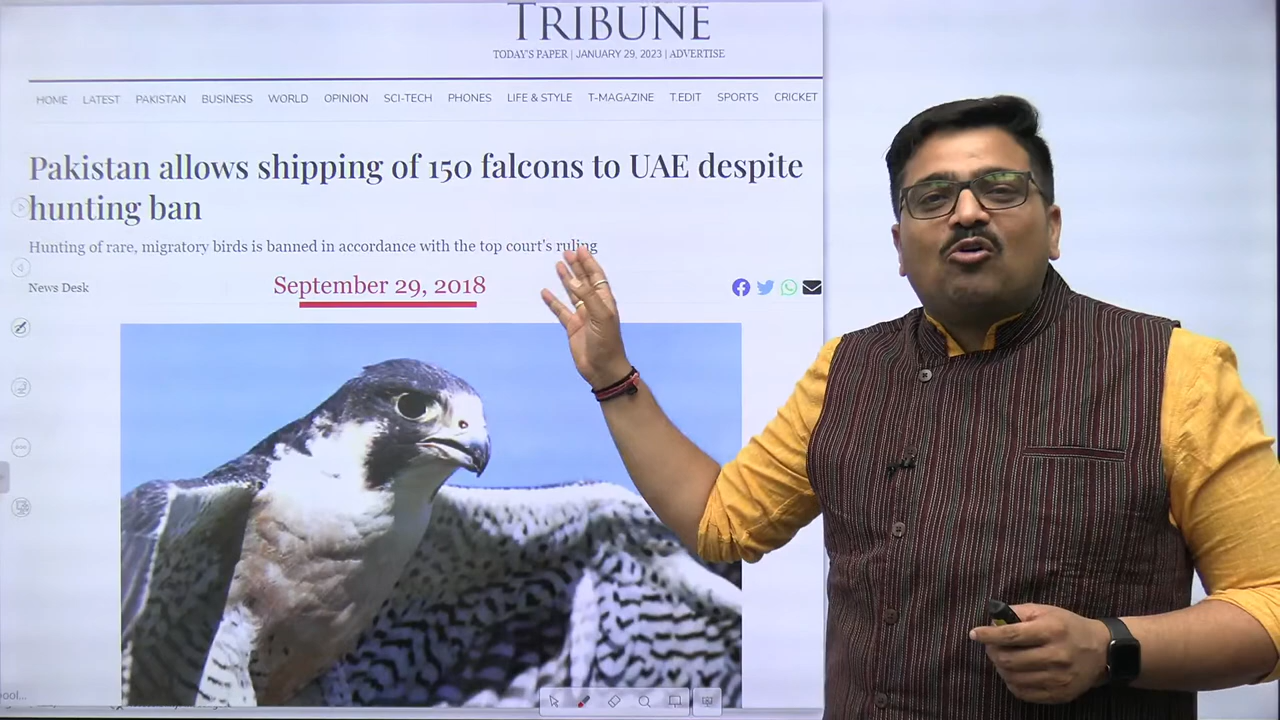 TRIBUNE
TODAY'S PAPER | JANUARY 29, 2023 | ADVERTISE
HOME LATEST PAKISTAN BUSINESS WORLD OPINION SCI-TECH PHONES LIFE & STYLE T-MAGAZINE T.EDIT SPORTS CRICKET
Pakistan allows shipping of 150 falcons to UAE despite
hunting ban
Hunting of rare, migratory birds is banned in accordance with the top court's ruling
News Desk
September 29, 2018